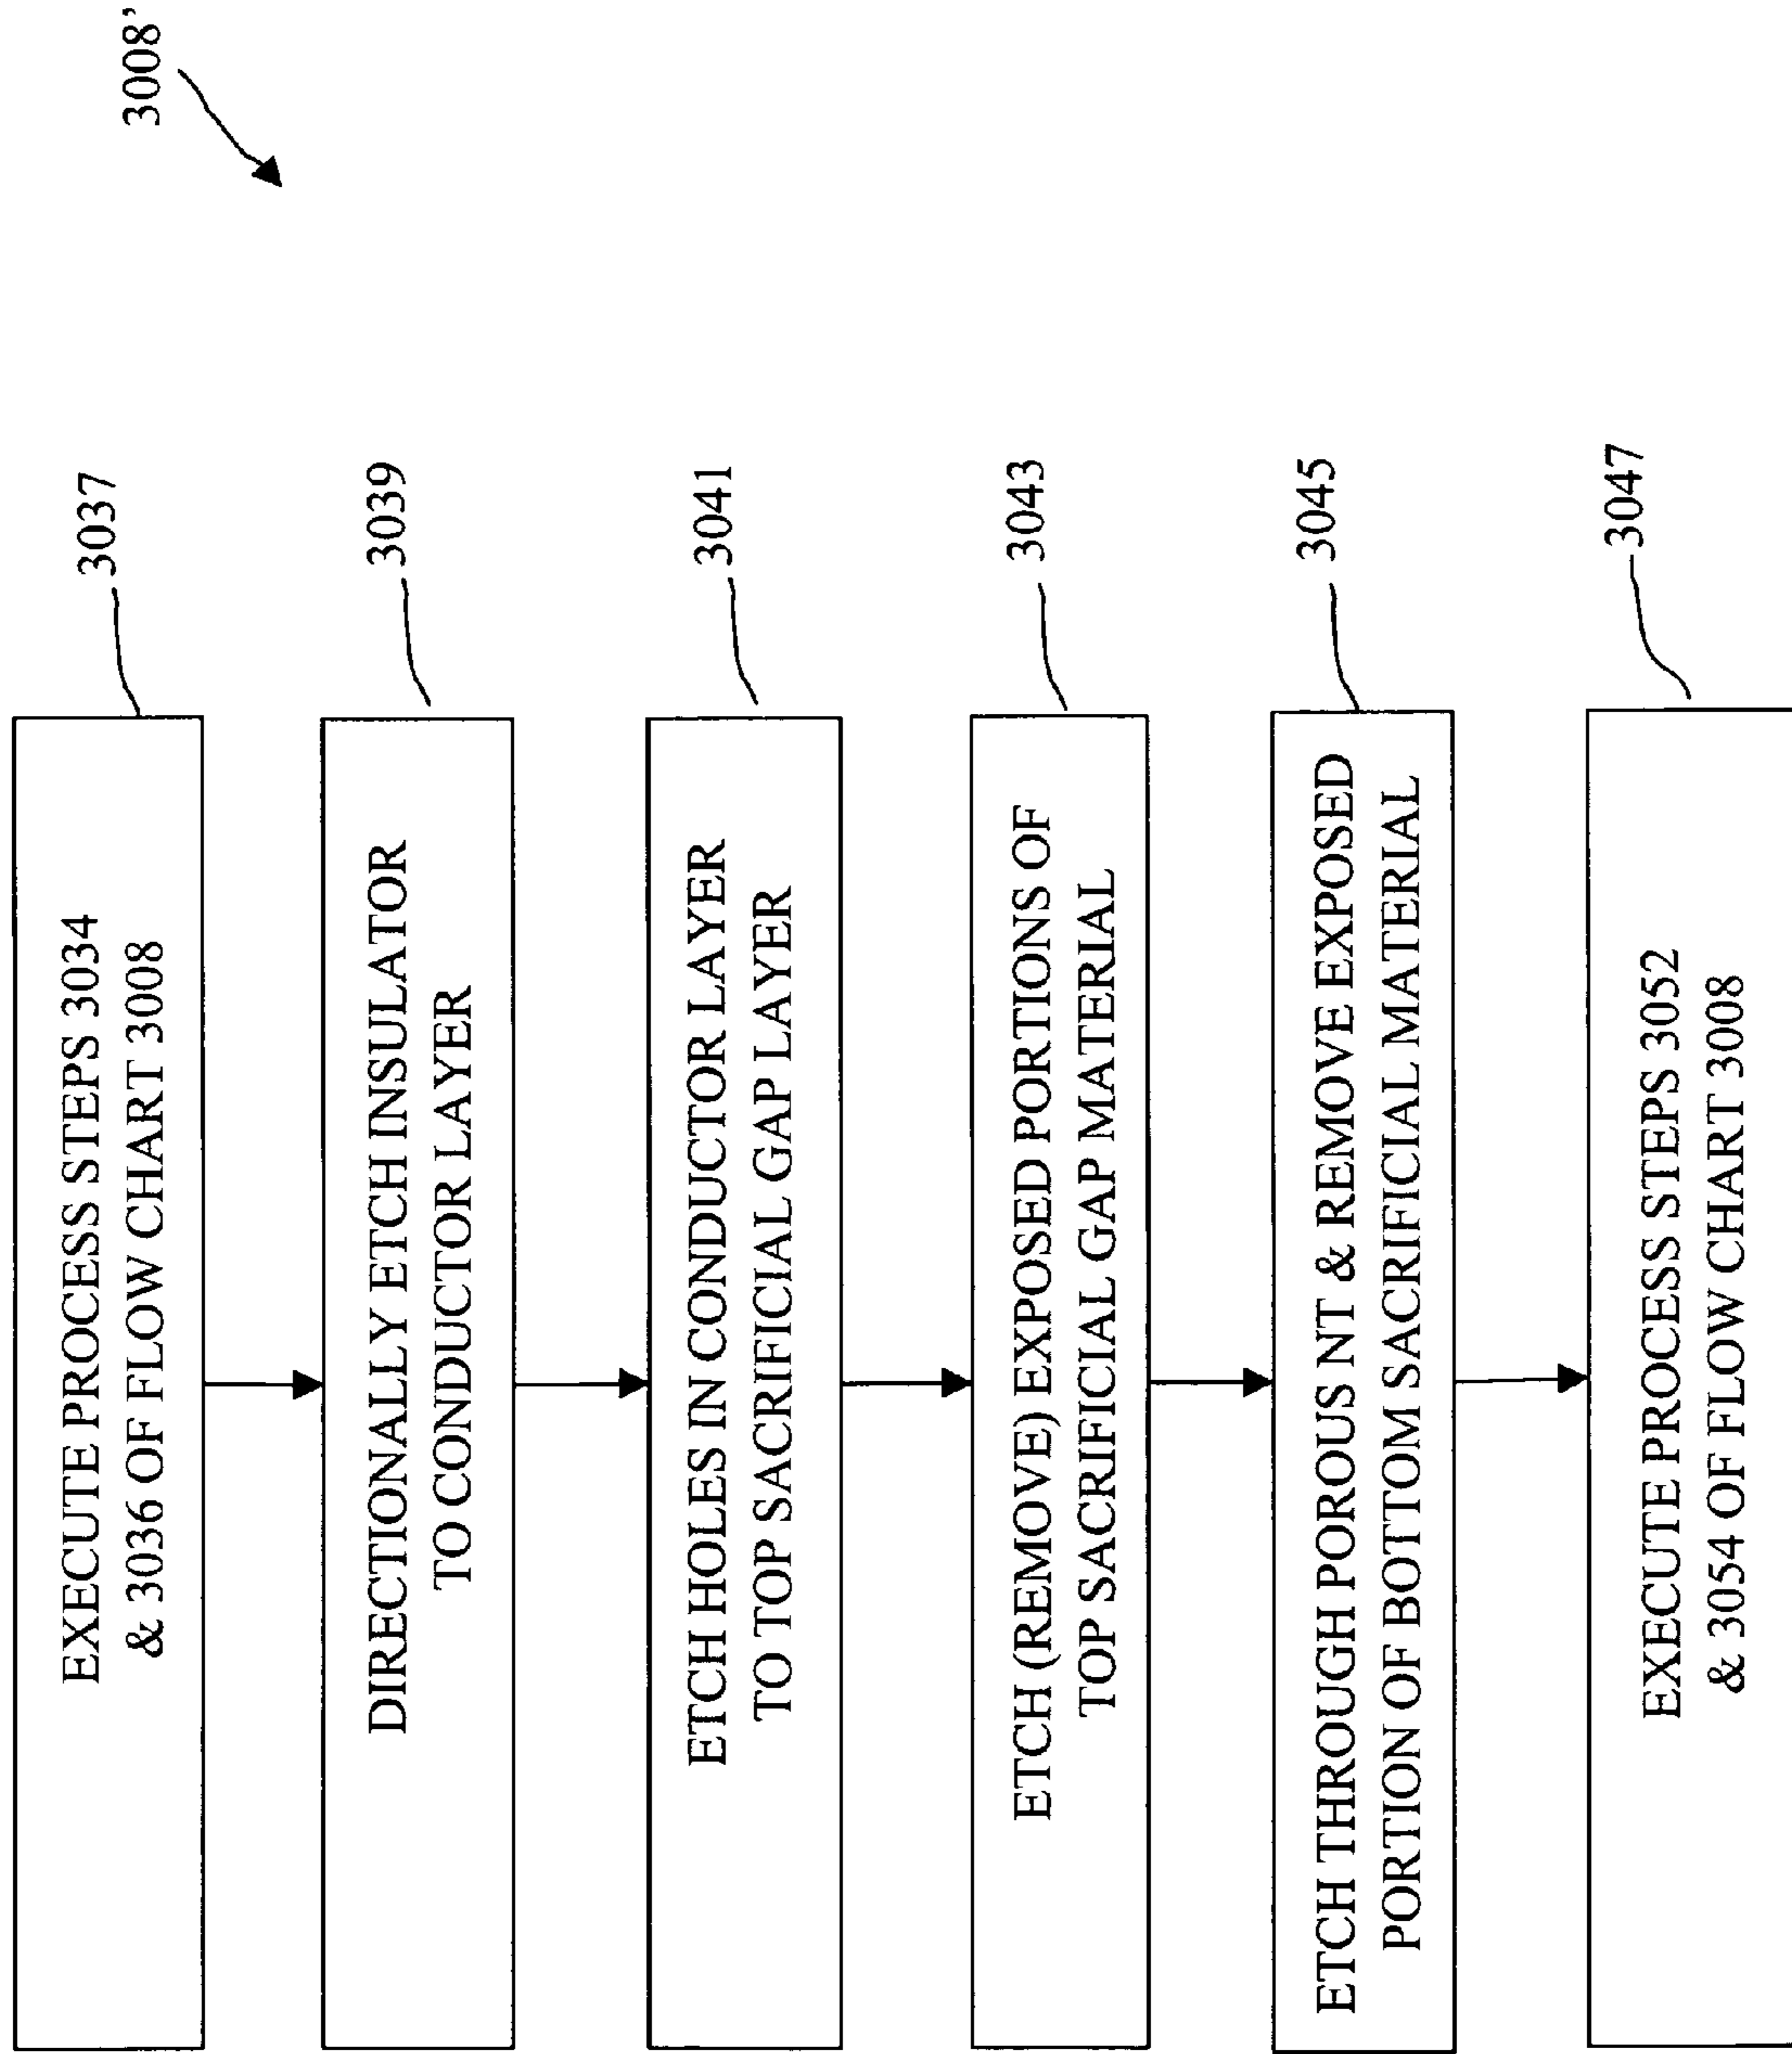 3008’
EXECUTE PROCESS STEPS 3034
& 3036 OF FLOW CHART 3008
3037
DIRECTIONALLY ETCH INSULATOR
TO CONDUCTOR LAYER
3039
ETCH HOLES IN CONDUCTOR LAYER
TO TOP SACRIFICIAL GAP LAYER
3041
ETCH (REMOVE) EXPOSED PORTIONS OF
TOP SACRIFICIAL GAP MATERIAL
3043
ETCH THROUGH POROUS NT & REMOVE EXPOSED
PORTION OF BOTTOM SACRIFICIAL MATERIAL
3045
EXECUTE PROCESS STEPS 3052
& 3054 OF FLOW CHART 3008
3047